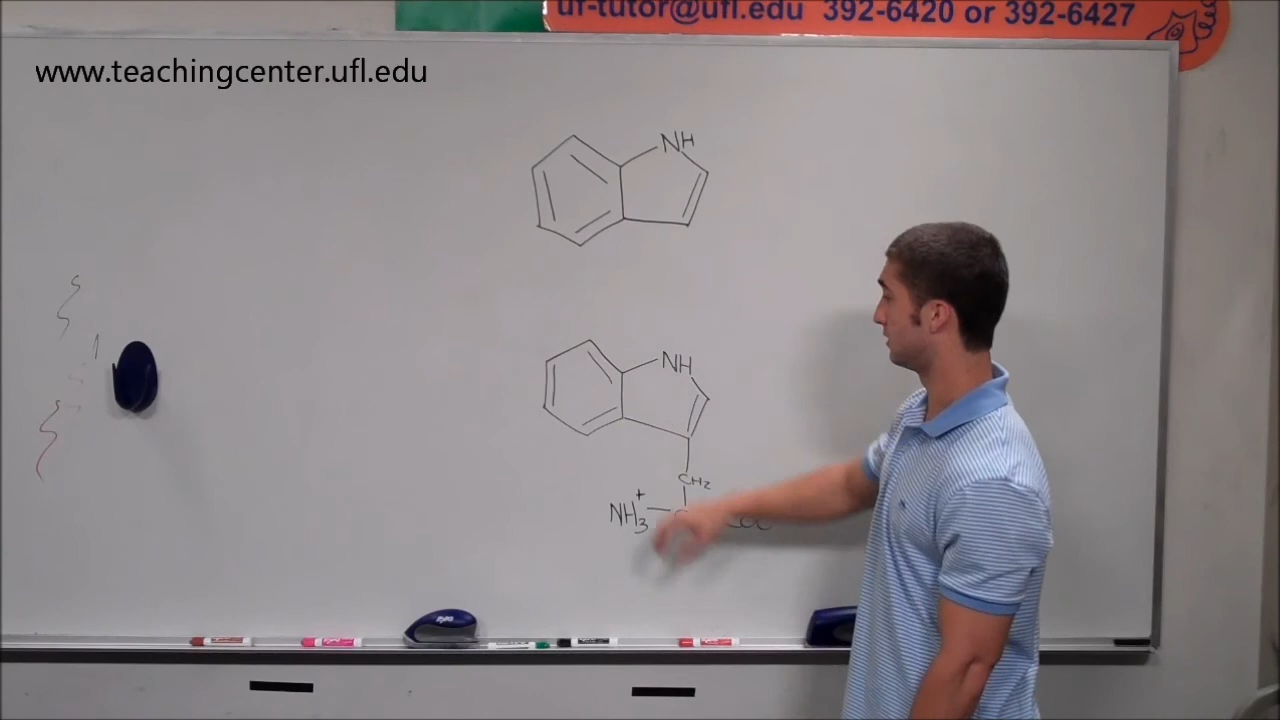 uf-tutor@ufl.edu 392-6420 or 392-6427
www.teachingcenter.ufl.edu
NH
NH
CH2
NH3+